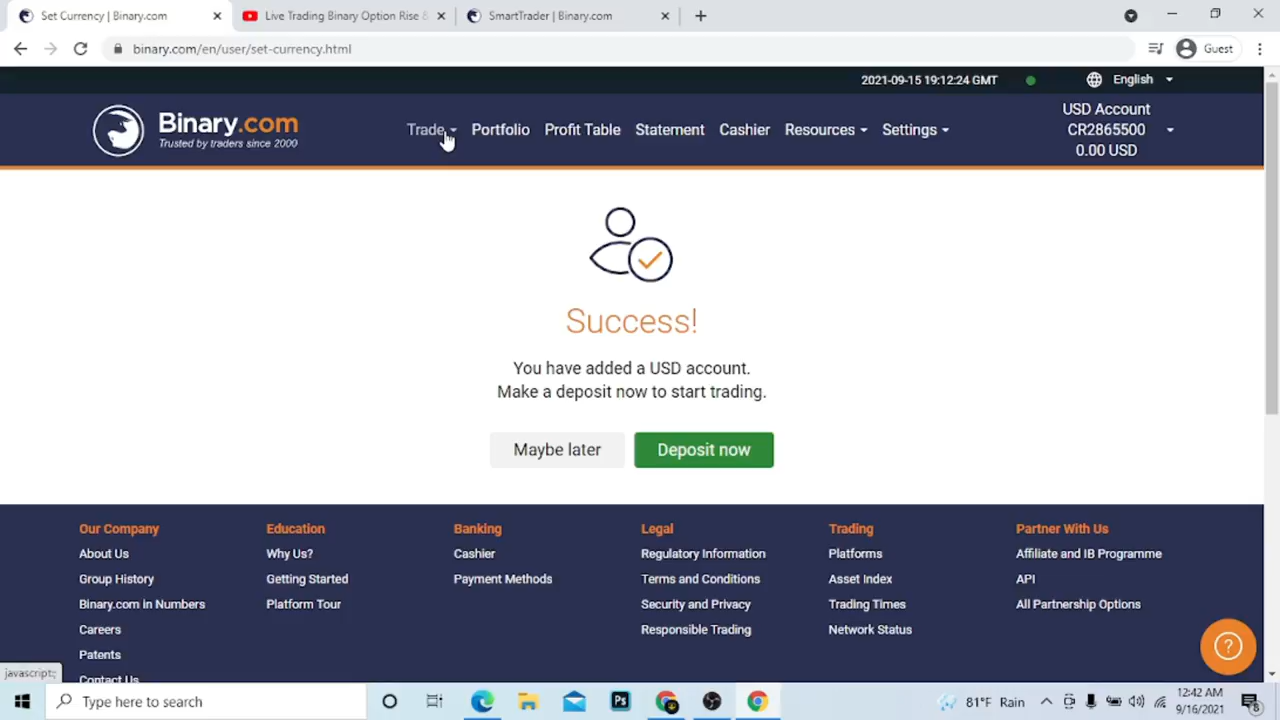 Set Currency | Binary.com
Live Trading Binary Option Rise &
SmartTrader | Binary.com
binary.com/en/user/set-currency.html
Guest
2021-09-15 19:12:24 GMT
English
Binary.com
Trusted by traders since 2000
Trade
Portfolio
Profit Table
Statement
Cashier
Resources
Settings
USD Account
CR2865500
0.00 USD
Success!
You have added a USD account.
Make a deposit now to start trading.
Maybe later
Deposit now
Our Company
About Us
Group History
Binary.com in Numbers
Careers
Patents
Contact Us
Education
Why Us?
Getting Started
Platform Tour
Banking
Cashier
Payment Methods
Legal
Regulatory Information
Terms and Conditions
Security and Privacy
Responsible Trading
Trading
Platforms
Asset Index
Trading Times
Network Status
Partner With Us
Affiliate and IB Programme
API
All Partnership Options
javascript:;
Type here to search
Ps
81°F Rain
12:42 AM
9/16/2021
8